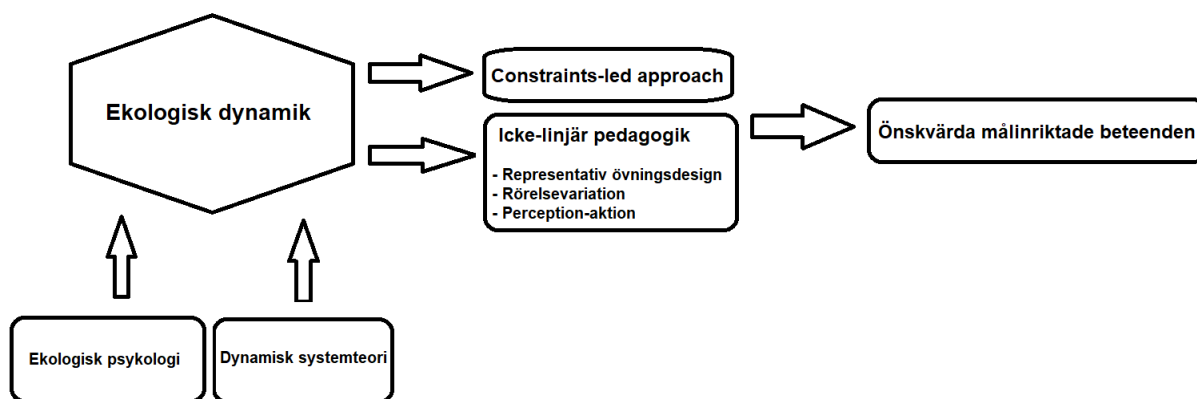 Ekologisk dynamik
Constraints-led approach
Icke-linjär pedagogik
- Representativ övningsdesign
- Rörelsevariation
- Perception-aktion
Önskvärda målinriktade beteenden
Ekologisk psykologi
Dynamisk systemteori